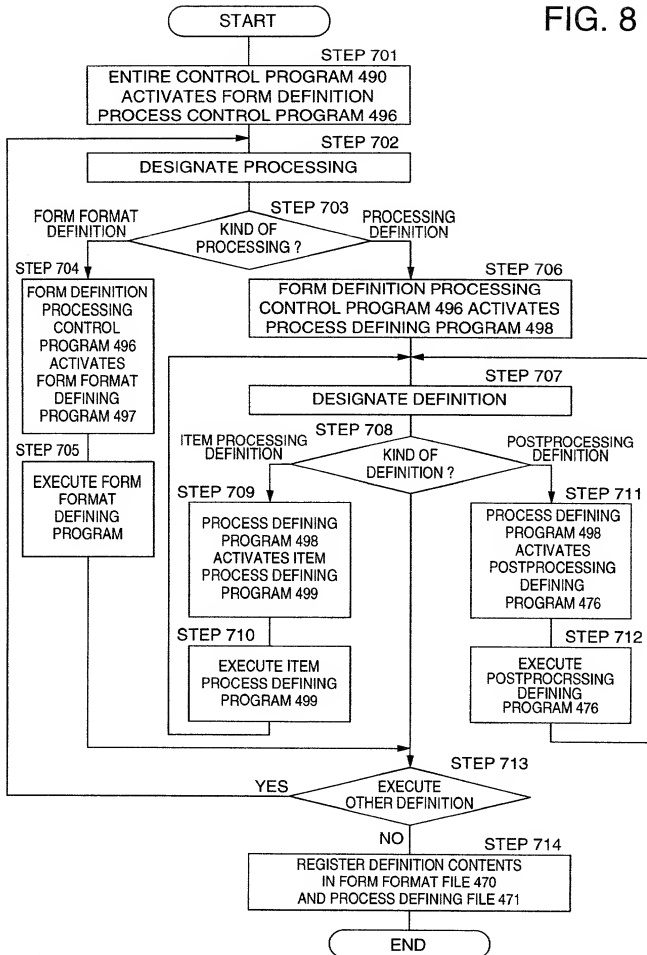 FIG. 8
START
STEP 701
ENTIRE CONTROL PROGRAM 490
ACTIVATES FORM DEFINITION
PROCESS CONTROL PROGRAM 496
STEP 702
DESIGNATE PROCESSING
STEP 703
FORM FORMAT
DEFINITION
KIND OF
PROCESSING ?
PROCESSING
DEFINITION
STEP 704
FORM DEFINITION
PROCESSING
CONTROL
PROGRAM 496
ACTIVATES
FORM FORMAT
DEFINING
PROGRAM 497
STEP 705
EXECUTE FORM
FORMAT
DEFINING
PROGRAM
STEP 706
FORM DEFINITION PROCESSING
CONTROL PROGRAM 496 ACTIVATES
PROCESS DEFINING PROGRAM 498
STEP 707
DESIGNATE DEFINITION
STEP 708
ITEM PROCESSING
DEFINITION
KIND OF
DEFINITION ?
POSTPROCESSING
DEFINITION
STEP 709
PROCESS DEFINING
PROGRAM 498
ACTIVATES ITEM
PROCESS DEFINING
PROGRAM 499
STEP 710
EXECUTE ITEM
PROCESS DEFINING
PROGRAM 499
STEP 711
PROCESS DEFINING
PROGRAM 498
ACTIVATES
POSTPROCESSING
DEFINING
PROGRAM 476
STEP 712
EXECUTE
POSTPROCRSSING
DEFINING
PROGRAM 476
STEP 713
YES
EXECUTE
OTHER DEFINITION
NO
STEP 714
REGISTER DEFINITION CONTENTS
IN FORM FORMAT FILE 470
AND PROCESS DEFINING FILE 471
END